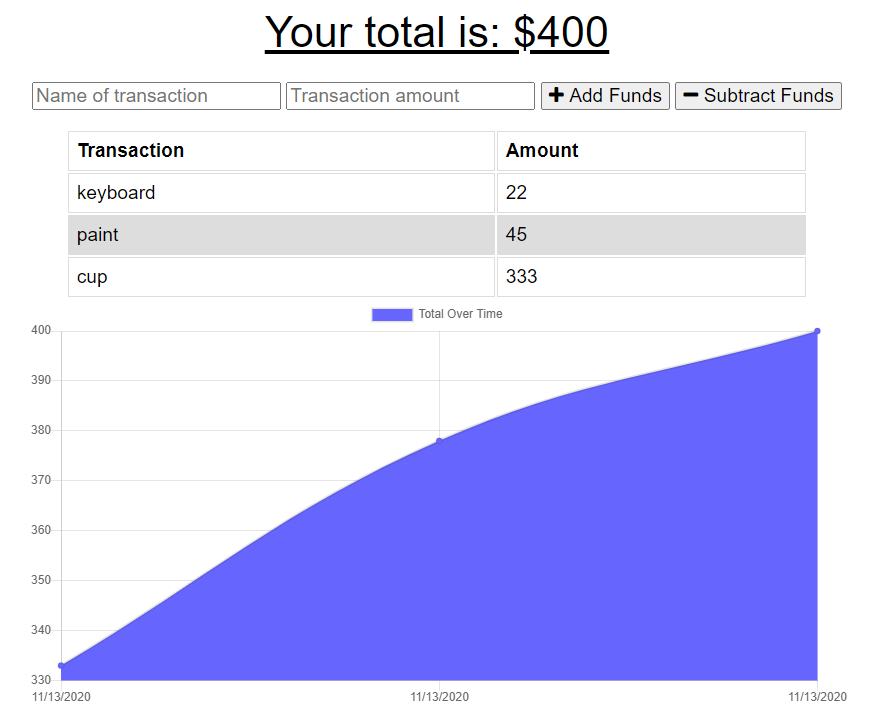 Your total is: $400
Name of transaction Transaction amount Add Funds Subtract Funds
Transaction Amount
keyboard 22
paint 45
cup 333
Total Over Time
400
390
380
370
360
350
340
330
11/13/2020 11/13/2020 11/13/2020